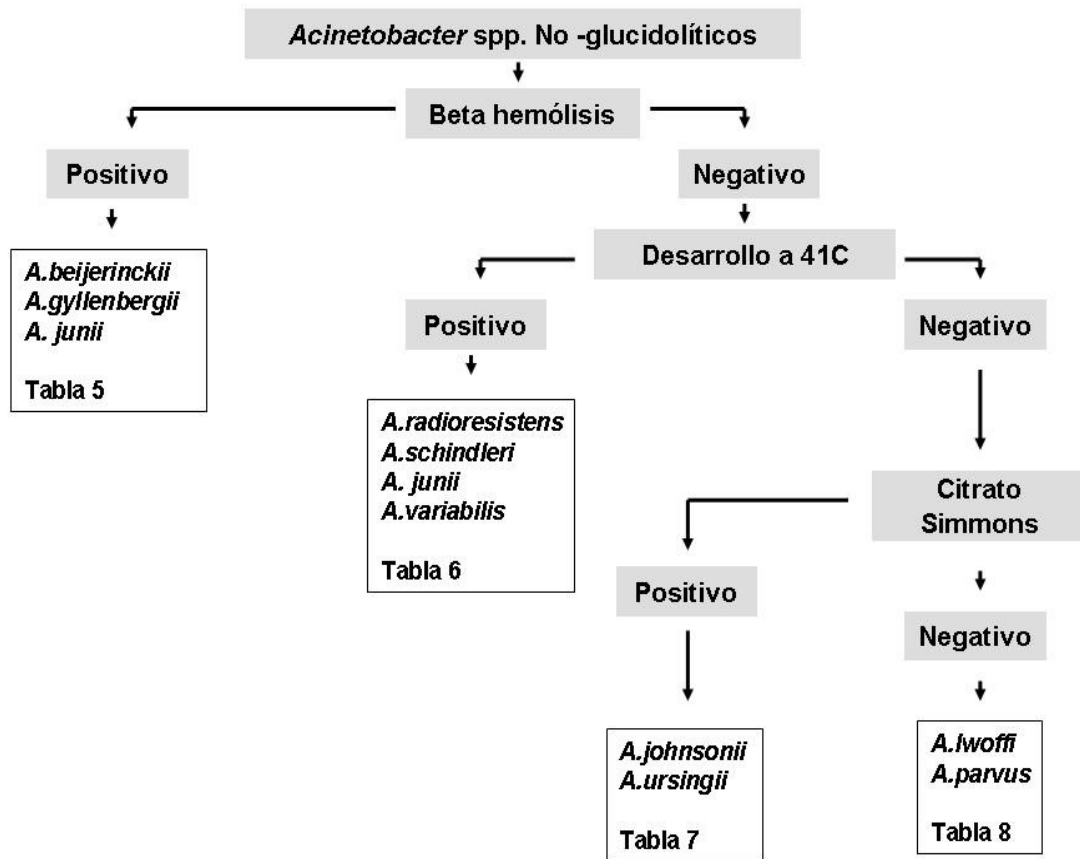 Acinetobacter spp. No -glucidolíticos
Beta hemólisis
Positivo
Negativo
A.beijerinckii
A.gyllenbergii
A. junii
Tabla 5
Desarrollo a 41C
Positivo
Negativo
A.radioresistens
A.schindleri
A. junii
A.variabilis
Tabla 6
Citrato
Simmons
Positivo
Negativo
A.johnsonii
A.ursingii
Tabla 7
A.lwoffi
A.parvus
Tabla 8